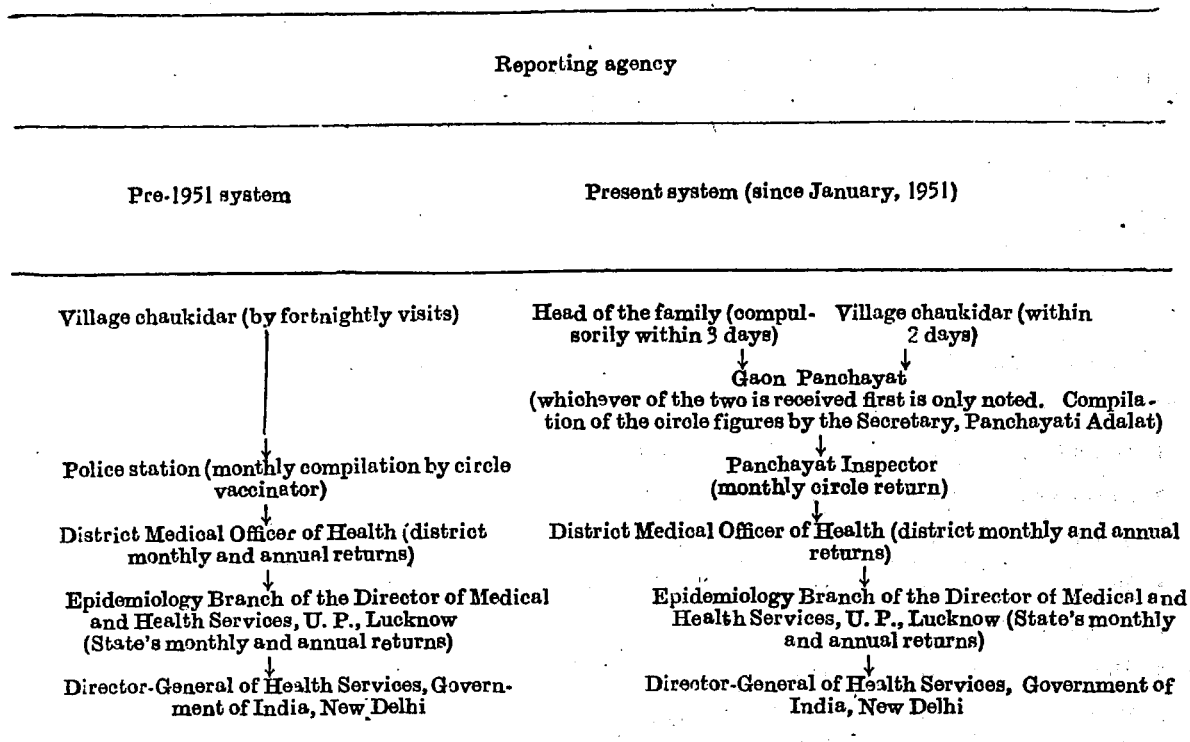 Reporting agency
Pre-1951 system
Present system (since January, 1951)
Village chaukidar (by fortnightly visits)
Police station (monthly compilation by circle
vaccinator)
District Medical Officer of Health (district
monthly and annual returns)
Epidemiology Branch of the Director of Medical
and Health Services, U. P., Lucknow
(State's monthly and annual returns)
Director-General of Health Services, Govern-
ment of India, New Delhi
Head of the family (compul-
sorily within 3 days)
Village chaukidar (within
2 days)
Gaon Panchayat
(whichever of the two is received first is only noted. Compila-
tion of the circle figures by the Secretary, Panchayati Adalat)
Panchayat Inspector
(monthly circle return)
District Medical Officer of Health (district monthly and annual
returns)
Epidemiology Branch of the Director of Medical and
Health Services, U. P., Lucknow (State's monthly
and annual returns)
Director-General of Health Services, Government of
India, New Delhi